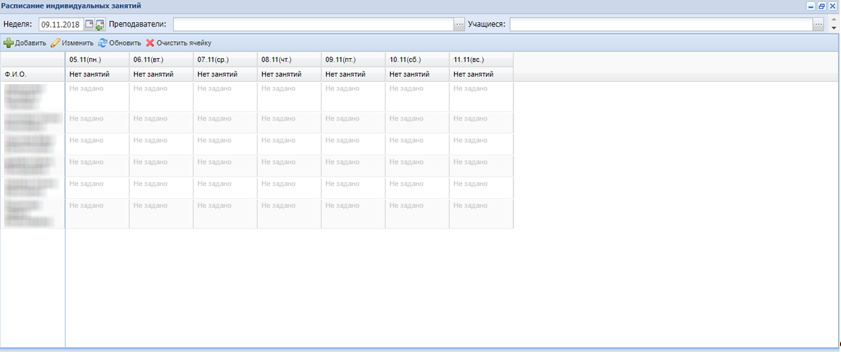 Расписание индивидуальных занятий
Неделя: 09.11.2018 Преподаватели: ... Учащиеся: ...
Добавить Изменить Обновить Очистить ячейку
05.11(пн.) 06.11(вт.) 07.11(ср.) 08.11(чт.) 09.11(пт.) 10.11(сб.) 11.11(вс.)
Ф.И.О. Нет занятий Нет занятий Нет занятий Нет занятий Нет занятий Нет занятий Нет занятий
Не задано Не задано Не задано Не задано Не задано Не задано Не задано
Не задано Не задано Не задано Не задано Не задано Не задано Не задано
Не задано Не задано Не задано Не задано Не задано Не задано Не задано
Не задано Не задано Не задано Не задано Не задано Не задано Не задано
Не задано Не задано Не задано Не задано Не задано Не задано Не задано
Не задано Не задано Не задано Не задано Не задано Не задано Не задано